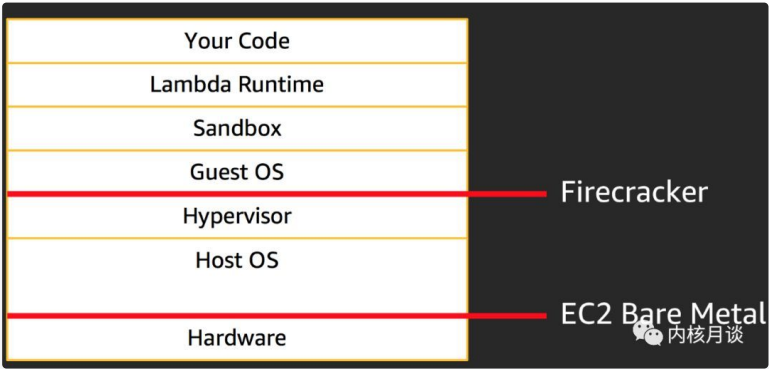 Your Code
Lambda Runtime
Sandbox
Guest OS
Firecracker
Hypervisor
Host OS
EC2 Bare Metal
内核月谈
Hardware